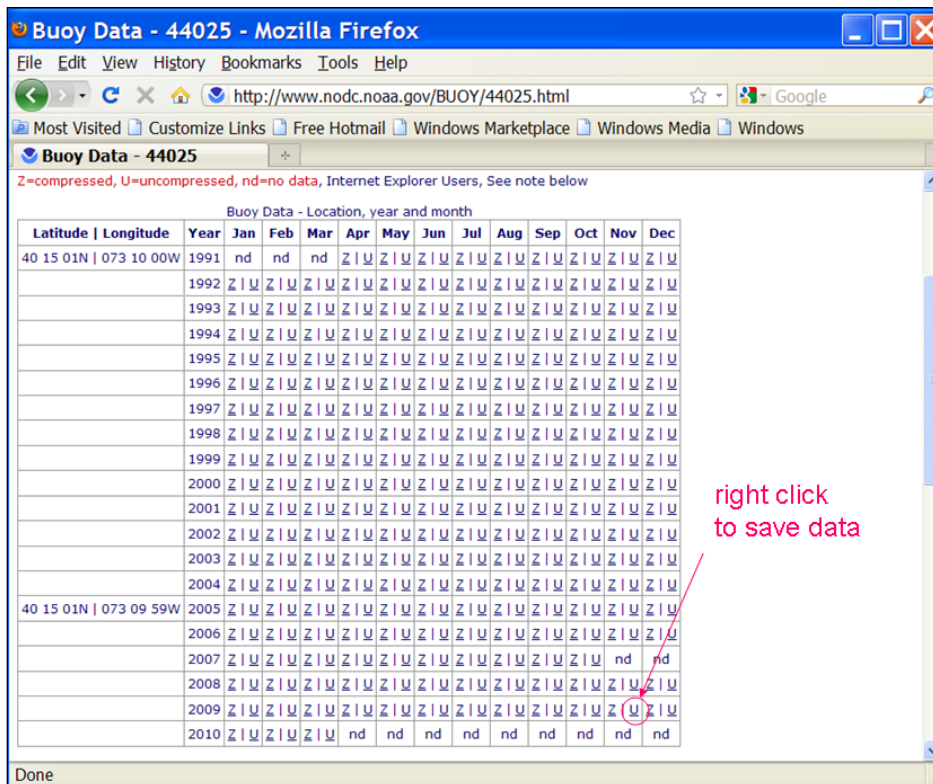 Buoy Data - 44025 - Mozilla Firefox
File Edit View History Bookmarks Tools Help
http://www.nodc.noaa.gov/BUOY/44025.html Google
Most Visited Customize Links Free Hotmail Windows Marketplace Windows Media Windows
Buoy Data - 44025
Z=compressed, U=uncompressed, nd=no data, Internet Explorer Users, See note below
Buoy Data - Location, year and month
Latitude | Longitude Year Jan Feb Mar Apr May Jun Jul Aug Sep Oct Nov Dec
40 15 01N | 073 10 00W 1991 nd nd nd Z | U Z | U Z | U Z | U Z | U Z | U Z | U Z | U Z | U
1992 Z | U Z | U Z | U Z | U Z | U Z | U Z | U Z | U Z | U Z | U Z | U Z | U
1993 Z | U Z | U Z | U Z | U Z | U Z | U Z | U Z | U Z | U Z | U Z | U Z | U
1994 Z | U Z | U Z | U Z | U Z | U Z | U Z | U Z | U Z | U Z | U Z | U Z | U
1995 Z | U Z | U Z | U Z | U Z | U Z | U Z | U Z | U Z | U Z | U Z | U Z | U
1996 Z | U Z | U Z | U Z | U Z | U Z | U Z | U Z | U Z | U Z | U Z | U Z | U
1997 Z | U Z | U Z | U Z | U Z | U Z | U Z | U Z | U Z | U Z | U Z | U Z | U
1998 Z | U Z | U Z | U Z | U Z | U Z | U Z | U Z | U Z | U Z | U Z | U Z | U
1999 Z | U Z | U Z | U Z | U Z | U Z | U Z | U Z | U Z | U Z | U Z | U Z | U
2000 Z | U Z | U Z | U Z | U Z | U Z | U Z | U Z | U Z | U Z | U Z | U Z | U
2001 Z | U Z | U Z | U Z | U Z | U Z | U Z | U Z | U Z | U Z | U Z | U Z | U
2002 Z | U Z | U Z | U Z | U Z | U Z | U Z | U Z | U Z | U Z | U Z | U Z | U
2003 Z | U Z | U Z | U Z | U Z | U Z | U Z | U Z | U Z | U Z | U Z | U Z | U
2004 Z | U Z | U Z | U Z | U Z | U Z | U Z | U Z | U Z | U Z | U Z | U Z | U
40 15 01N | 073 09 59W 2005 Z | U Z | U Z | U Z | U Z | U Z | U Z | U Z | U Z | U Z | U Z | U Z | U
2006 Z | U Z | U Z | U Z | U Z | U Z | U Z | U Z | U Z | U Z | U Z | U Z | U
2007 Z | U Z | U Z | U Z | U Z | U Z | U Z | U Z | U Z | U Z | U nd nd
2008 Z | U Z | U Z | U Z | U Z | U Z | U Z | U Z | U Z | U Z | U Z | U Z | U
2009 Z | U Z | U Z | U Z | U Z | U Z | U Z | U Z | U Z | U Z | U Z | U Z | U
2010 Z | U Z | U Z | U nd nd nd nd nd nd nd nd nd
right click
to save data
Done